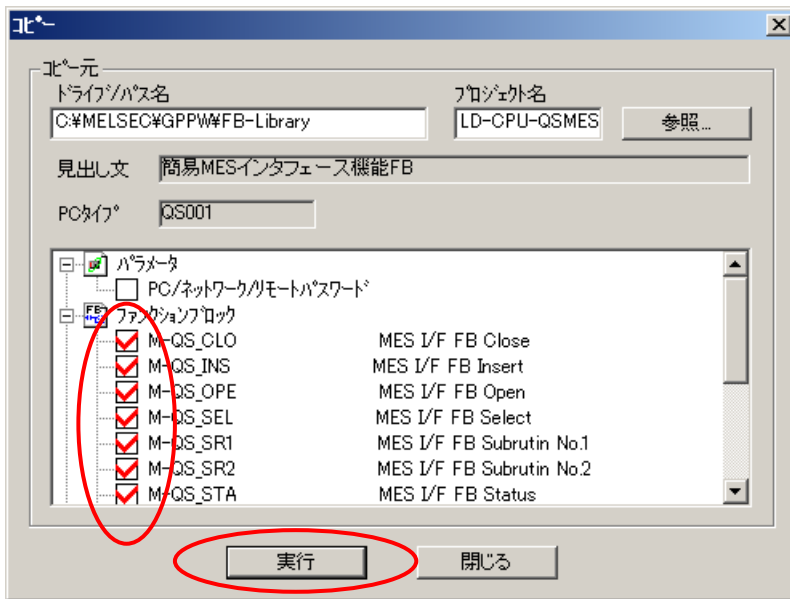 コピー
コピー元
ドライブ/パス名 プロジェクト名
C:¥MELSEC¥GPPW¥FB-Library LD-CPU-QSMES 参照...
見出し文 簡易MESインタフェース機能FB
PCタイプ QS001
パラメータ
PC/ネットワーク/リモートパスワード
FB ファンクションブロック
M-QS_CLO MES I/F FB Close
M-QS_INS MES I/F FB Insert
M-QS_OPE MES I/F FB Open
M-QS_SEL MES I/F FB Select
M-QS_SR1 MES I/F FB Subrutin No.1
M-QS_SR2 MES I/F FB Subrutin No.2
M-QS_STA MES I/F FB Status
実行 閉じる